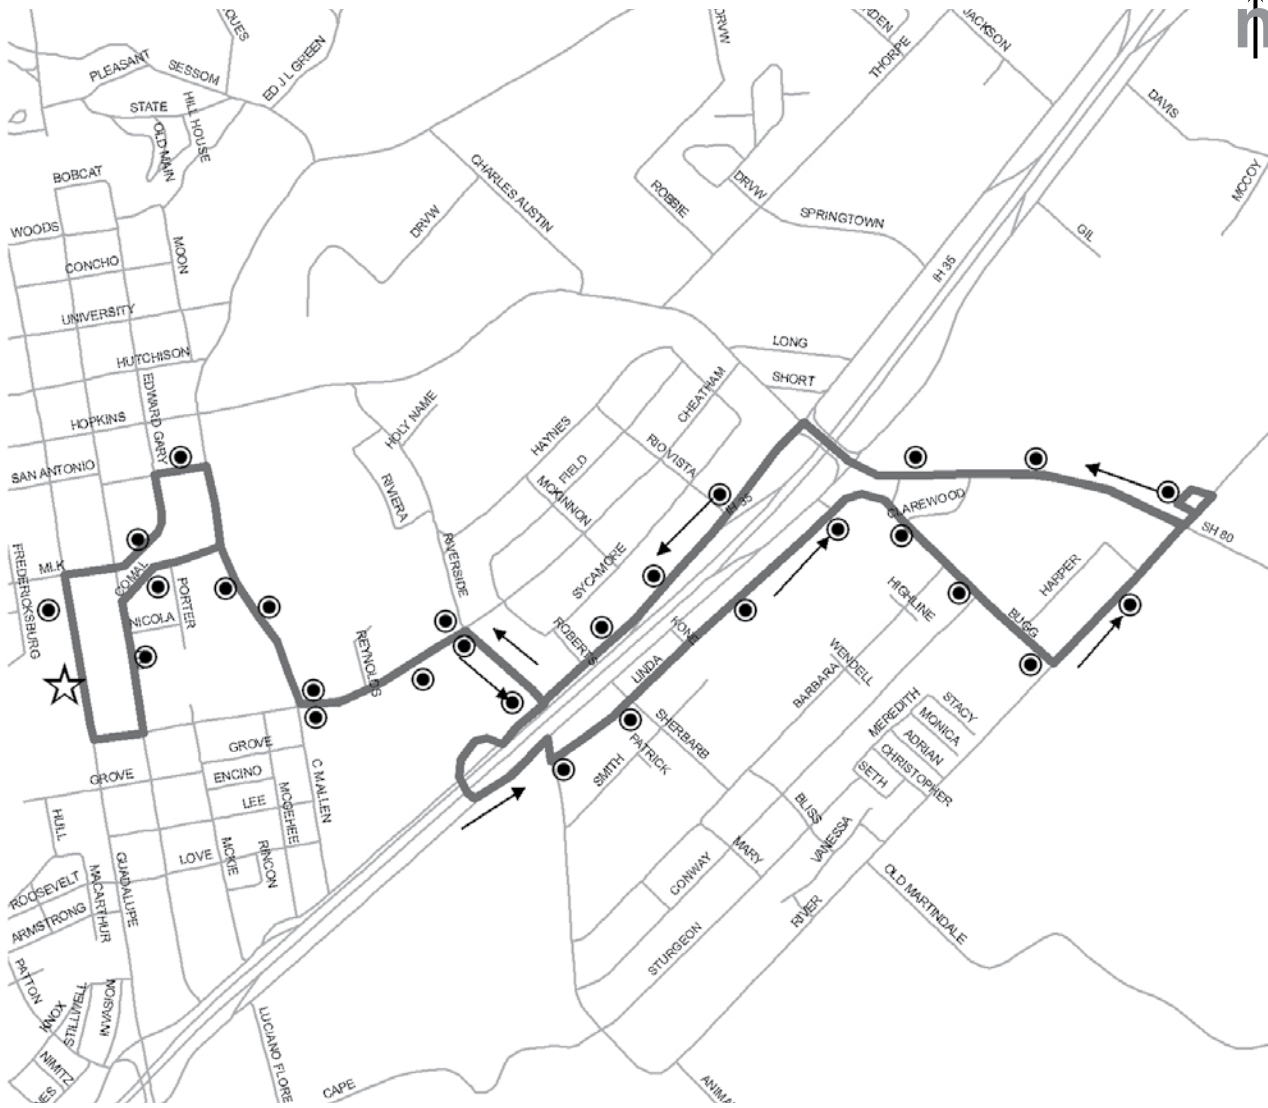 n
QUES
DRVW
JACKSON
THORPE
PLEASANT
SESSOM
ED J L GREEN
STATE
HILL HOUSE
OLD MAIN
DAVIS
MCCOY
BOBCAT
CHARLES AUSTIN
DRVW
ROBBIE
DRVW
SPRINGTOWN
GIL
WOODS
MOON
CONCHO
IH 35
UNIVERSITY
HUTCHISON
LONG
SHORT
EDWARD GARY
HOPKINS
HOLY NAME
CHEATHAM
HAYNES
RIO VISTA
SAN ANTONIO
FIELD
MCKINNON
RIVIERA
IH 35
CLAREWOOD
SH 80
RIVERSIDE
MLK
COMAL
FREDERICKSBURG
PORTER
NICOLA
SYCAMORE
HARPER
HIGHLINE
BUGG
REYNOLDS
ROBERTS
KONE
LINDA
WENDELL
BARBARA
SHERBARB
PATRICK
SMITH
STACY
MEREDITH
MONICA
ADRIAN
CHRISTOPHER
SETH
GROVE
GROVE
ENCINO
LEE
MCGEHEE
C M ALLEN
HULL
LOVE
MCKIE
RINCON
BLISS
VANESSA
MARY
CONWAY
ROOSEVELT
ARMSTRONG
MACARTHUR
GUADALUPE
RIVER
OLD MARTINDALE
STURGEON
PATTON
KNOX
STILLWELL
INVASION
NIMITZ
ES
LUCIANO FLORE
CAPE
ANIMA